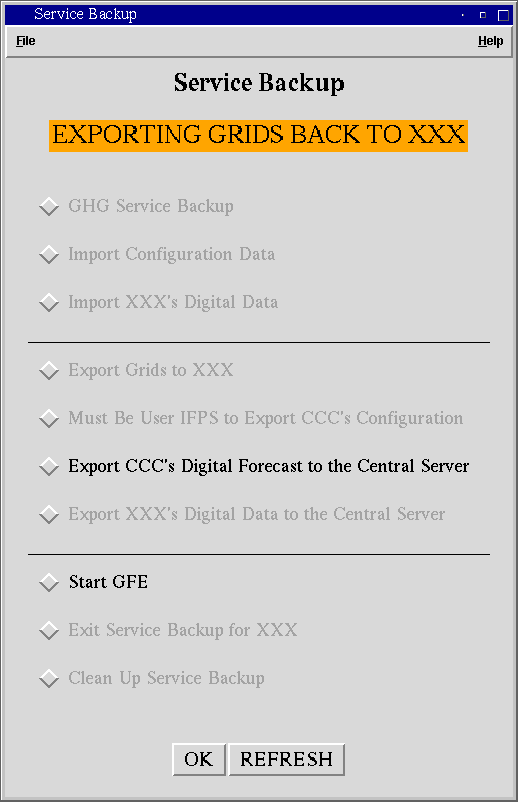 Service Backup
File Help
Service Backup
EXPORTING GRIDS BACK TO XXX
GHG Service Backup
Import Configuration Data
Import XXX's Digital Data
Export Grids to XXX
Must Be User IFPS to Export CCC's Configuration
Export CCC's Digital Forecast to the Central Server
Export XXX's Digital Data to the Central Server
Start GFE
Exit Service Backup for XXX
Clean Up Service Backup
OK REFRESH